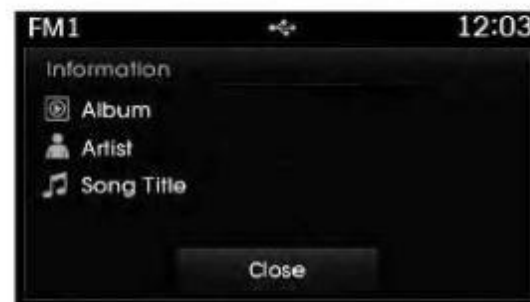 FM1 12:03
Information
Album
Artist
Song Title
Close